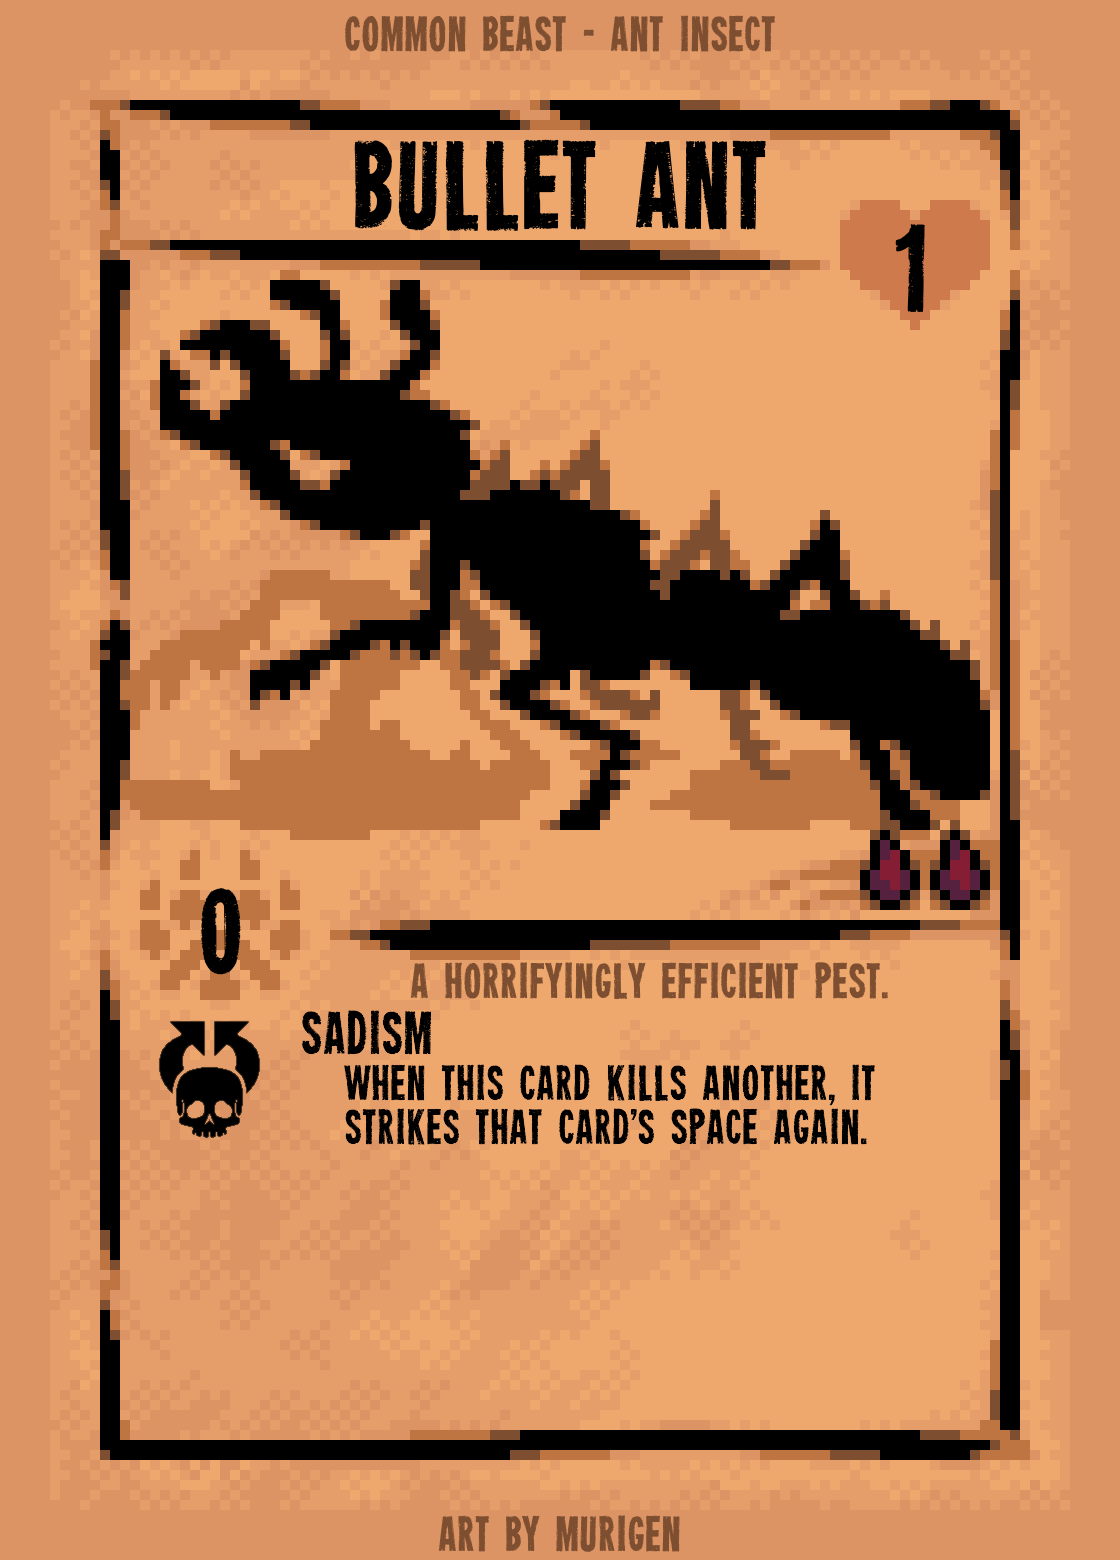 COMMON BEAST - ANT INSECT
BULLET ANT
1
0
A HORRIFYINGLY EFFICIENT PEST.
SADISM
WHEN THIS CARD KILLS ANOTHER, IT
STRIKES THAT CARD'S SPACE AGAIN.
ART BY MURIGEN